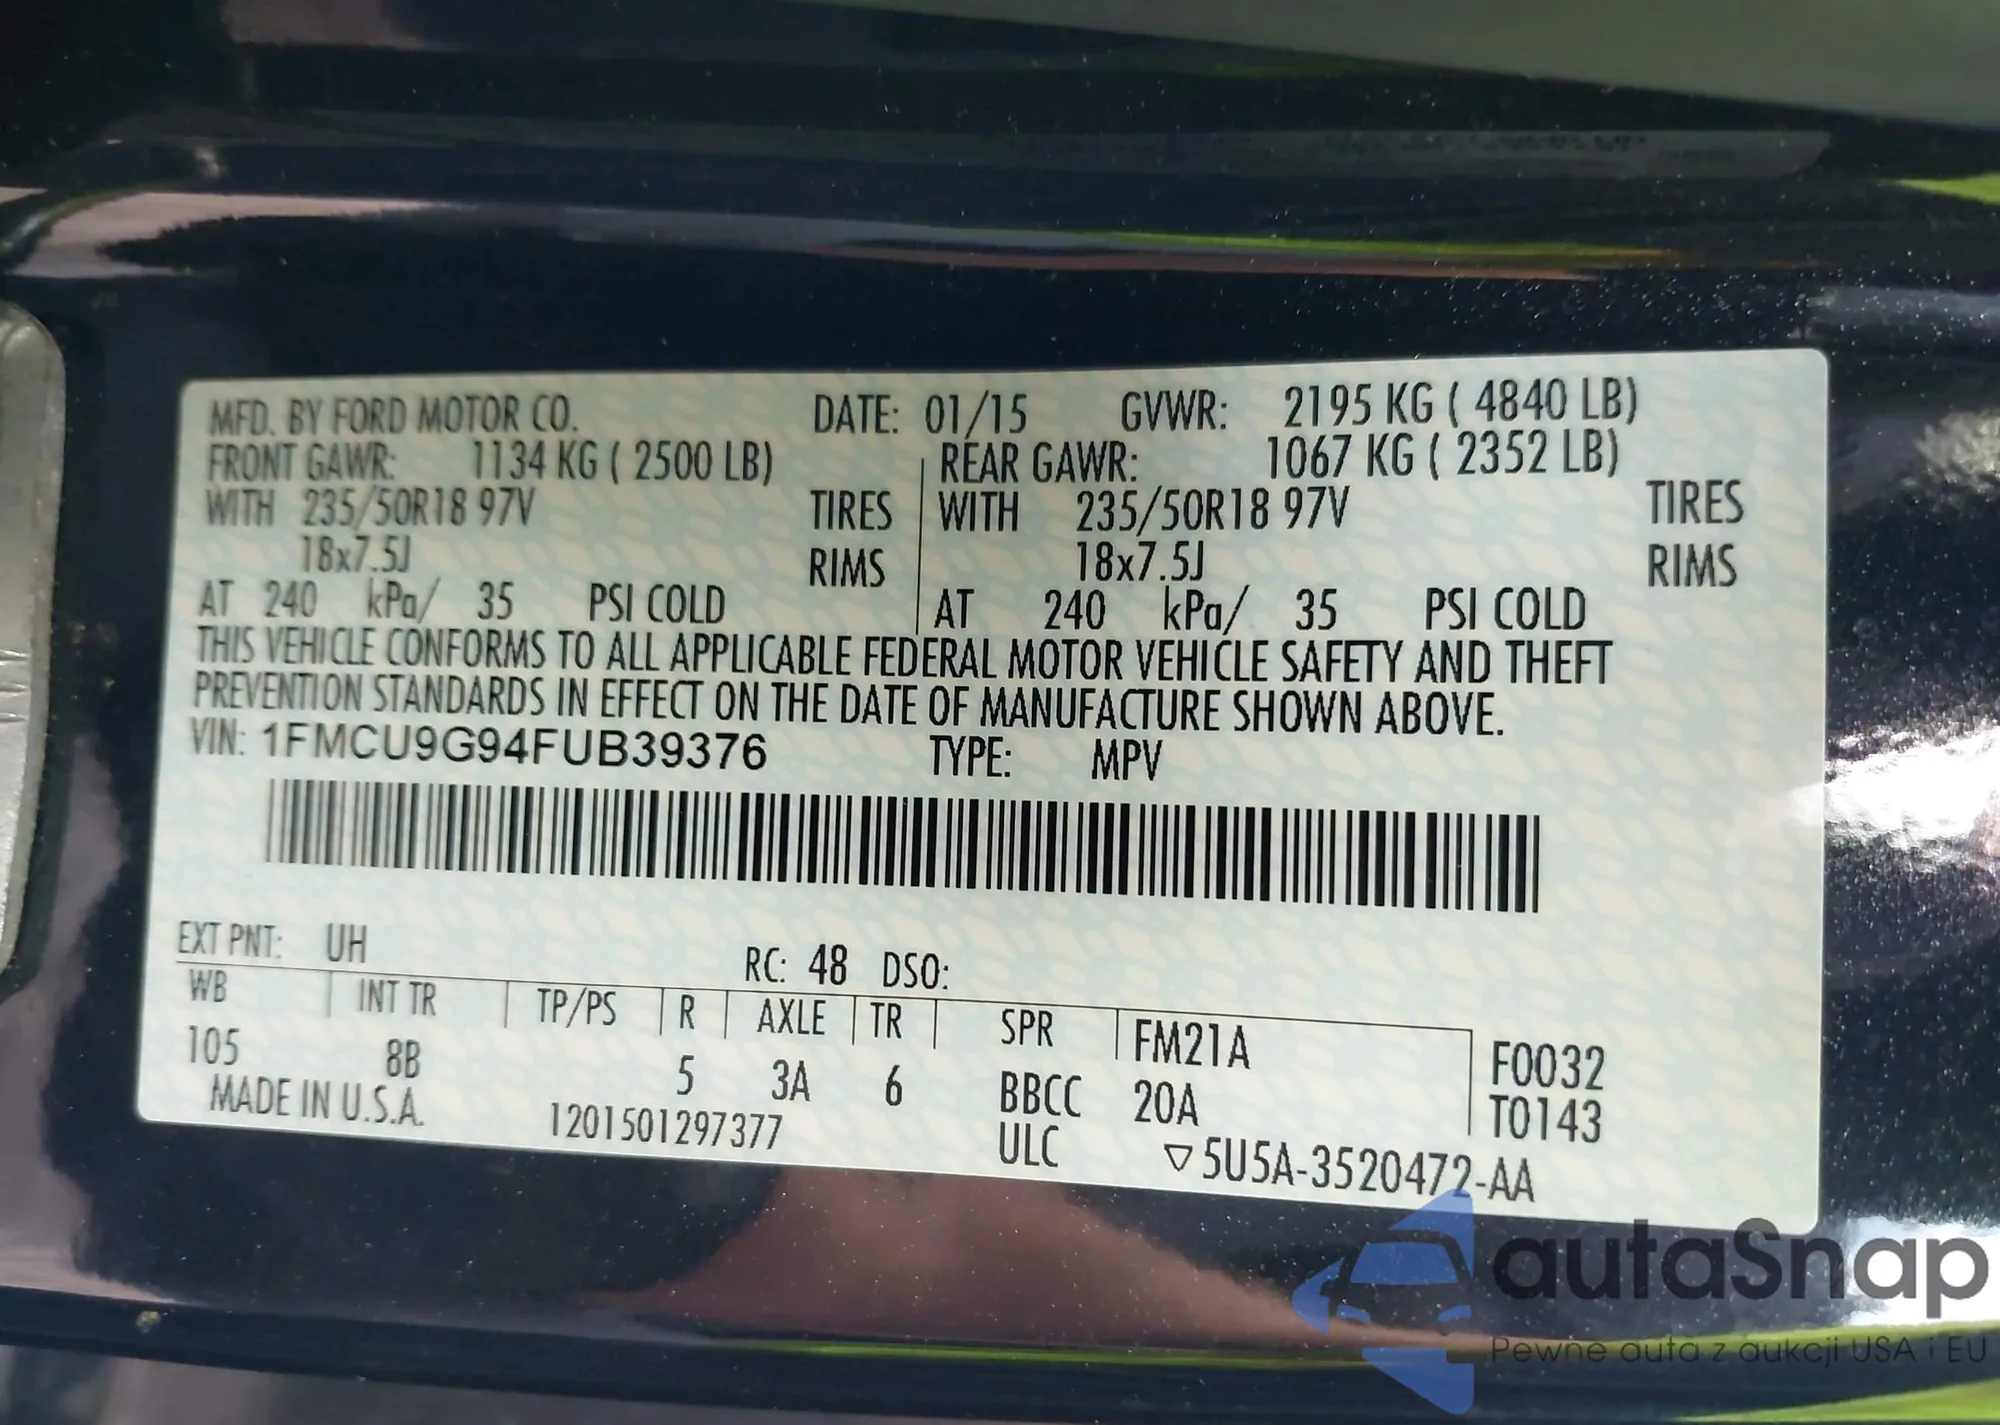 MFD. BY FORD MOTOR CO. DATE: 01/15 GVWR: 2195 KG ( 4840 LB)
FRONT GAWR: 1134 KG ( 2500 LB) REAR GAWR: 1067 KG ( 2352 LB)
WITH 235/50R18 97V TIRES WITH 235/50R18 97V TIRES
18x7.5J RIMS 18x7.5J RIMS
AT 240 kPa/ 35 PSI COLD AT 240 kPa/ 35 PSI COLD
THIS VEHICLE CONFORMS TO ALL APPLICABLE FEDERAL MOTOR VEHICLE SAFETY AND THEFT
PREVENTION STANDARDS IN EFFECT ON THE DATE OF MANUFACTURE SHOWN ABOVE.
VIN: 1FMCU9G94FUB39376 TYPE: MPV
EXT PNT: UH RC: 48 DSO:
WB INT TR TP/PS R AXLE TR SPR FM21A F0032
105 8B 5 3A 6 BBCC 20A T0143
MADE IN U.S.A. 1201501297377 ULC ▽5U5A-3520472-AA
autaSnap
Pewne auta z aukcji USA i EU